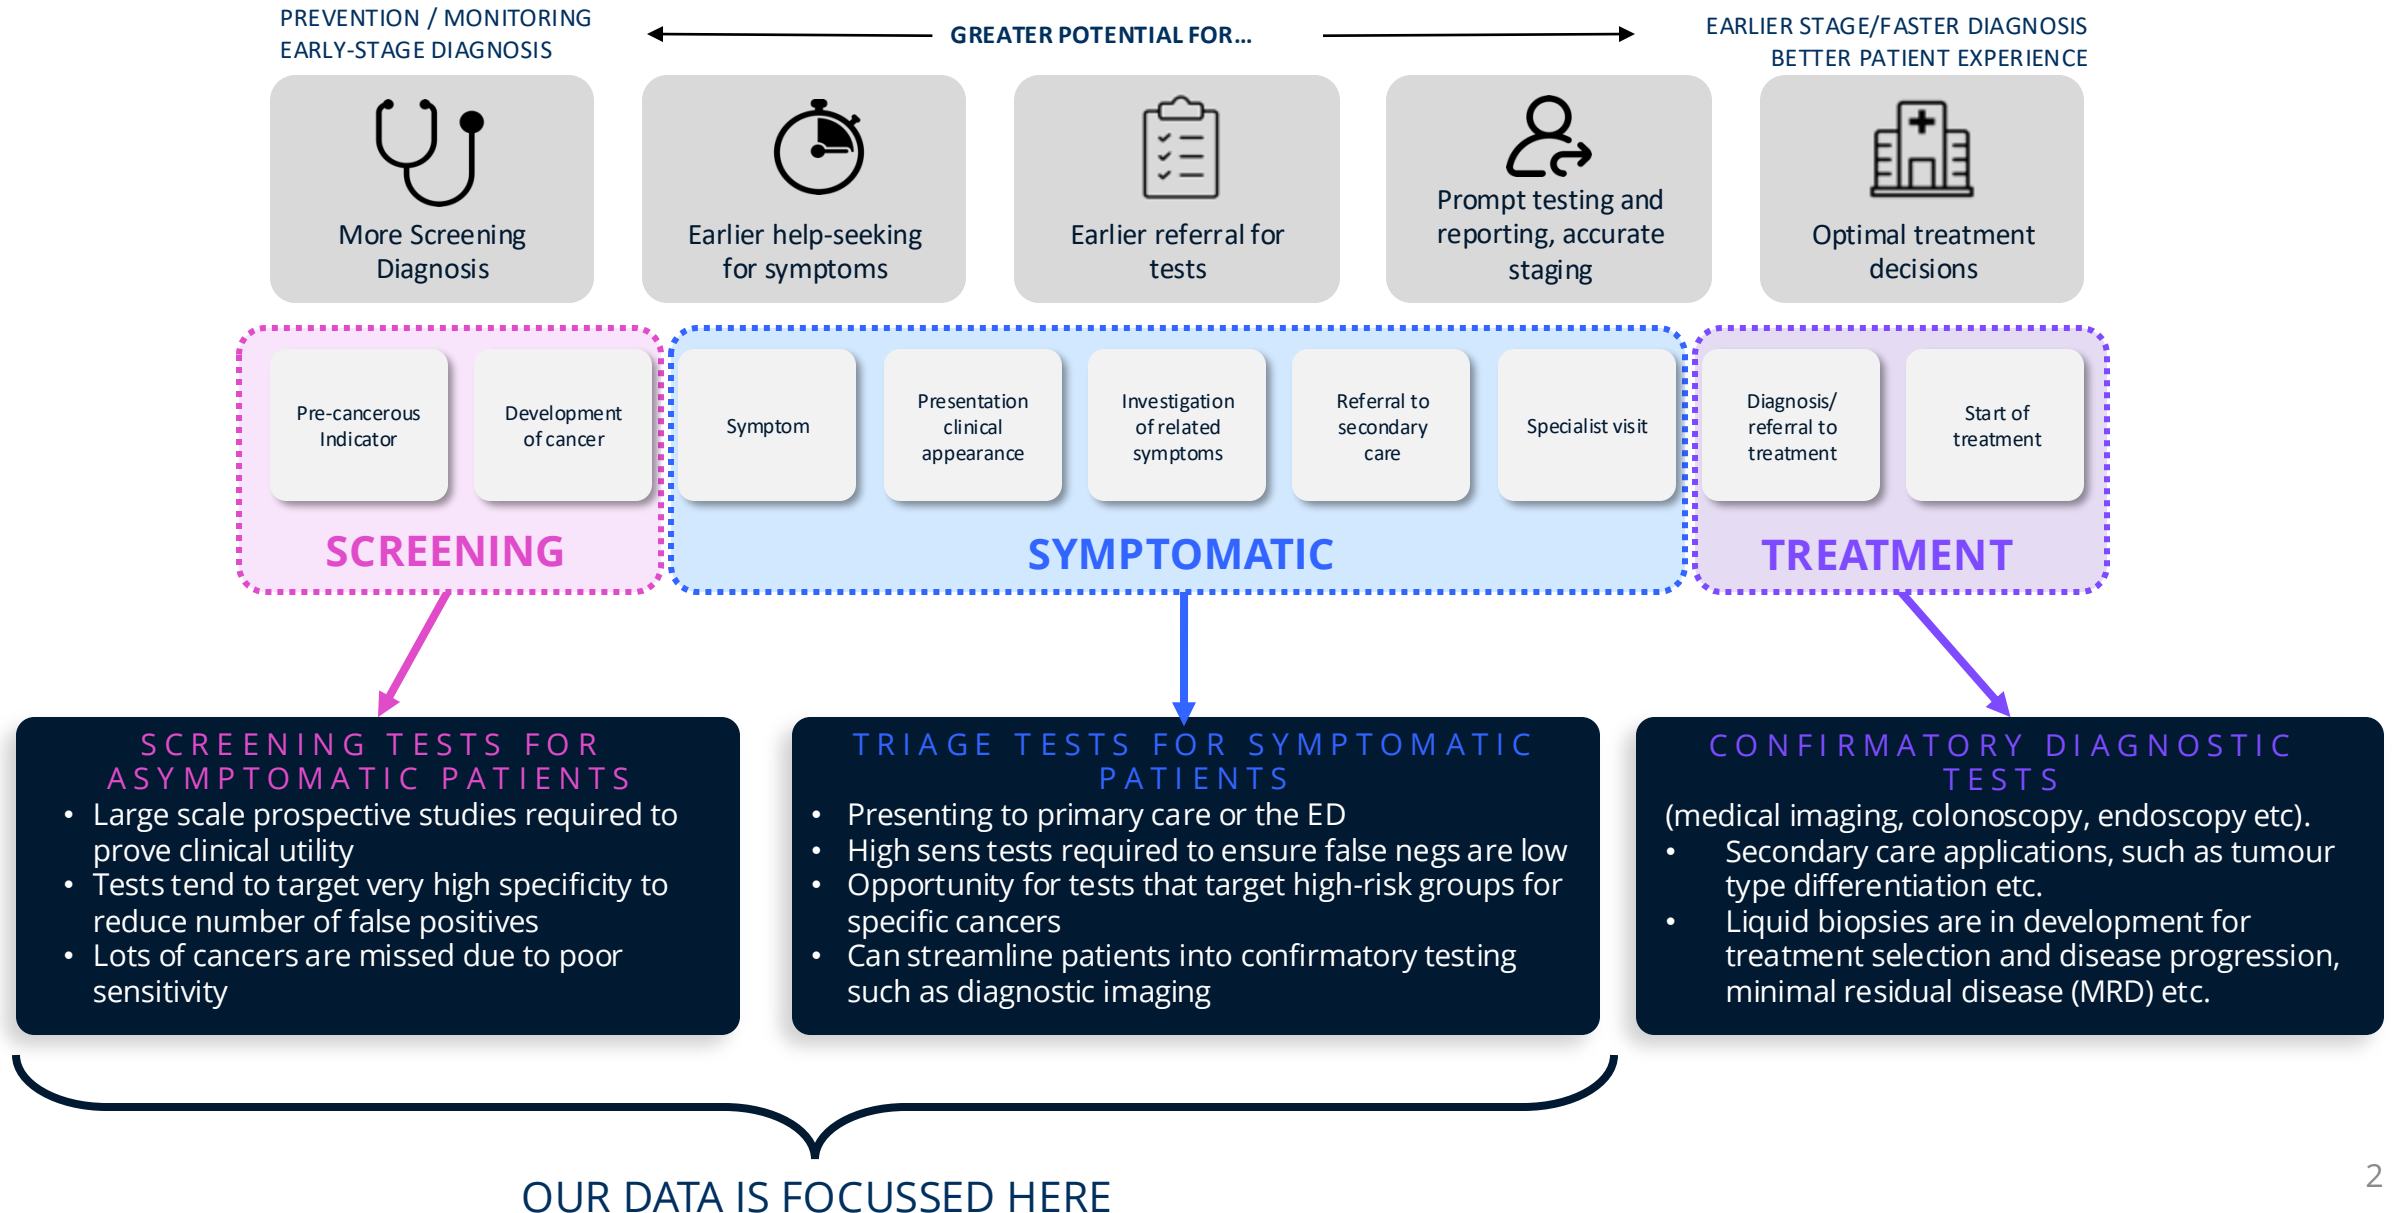 PREVENTION / MONITORING
EARLY-STAGE DIAGNOSIS
GREATER POTENTIAL FOR...
EARLIER STAGE/FASTER DIAGNOSIS
BETTER PATIENT EXPERIENCE
More Screening
Diagnosis
Earlier help-seeking
for symptoms
Earlier referral for
tests
Prompt testing and
reporting, accurate
staging
Optimal treatment
decisions
Pre-cancerous
Indicator
Development
of cancer
Symptom
Presentation
clinical
appearance
Investigation
of related
symptoms
Referral to
secondary
care
Specialist visit
Diagnosis/
referral to
treatment
Start of
treatment
SCREENING
SYMPTOMATIC
TREATMENT
SCREENING TESTS FOR
ASYMPTOMATIC PATIENTS
• Large scale prospective studies required to
prove clinical utility
• Tests tend to target very high specificity to
reduce number of false positives
• Lots of cancers are missed due to poor
sensitivity
TRIAGE TESTS FOR SYMPTOMATIC
PATIENTS
• Presenting to primary care or the ED
• High sens tests required to ensure false negs are low
• Opportunity for tests that target high-risk groups for
specific cancers
• Can streamline patients into confirmatory testing
such as diagnostic imaging
CONFIRMATORY DIAGNOSTIC
TESTS
(medical imaging, colonoscopy, endoscopy etc).
• Secondary care applications, such as tumour
type differentiation etc.
• Liquid biopsies are in development for
treatment selection and disease progression,
minimal residual disease (MRD) etc.
OUR DATA IS FOCUSSED HERE
2